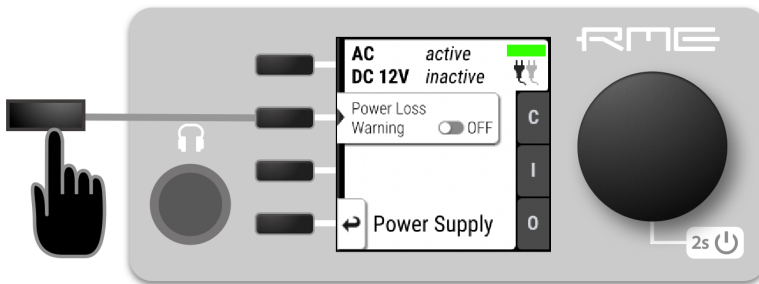 RME
AC active
DC 12V inactive
Power Loss
Warning OFF
C
I
O
Power Supply
2s